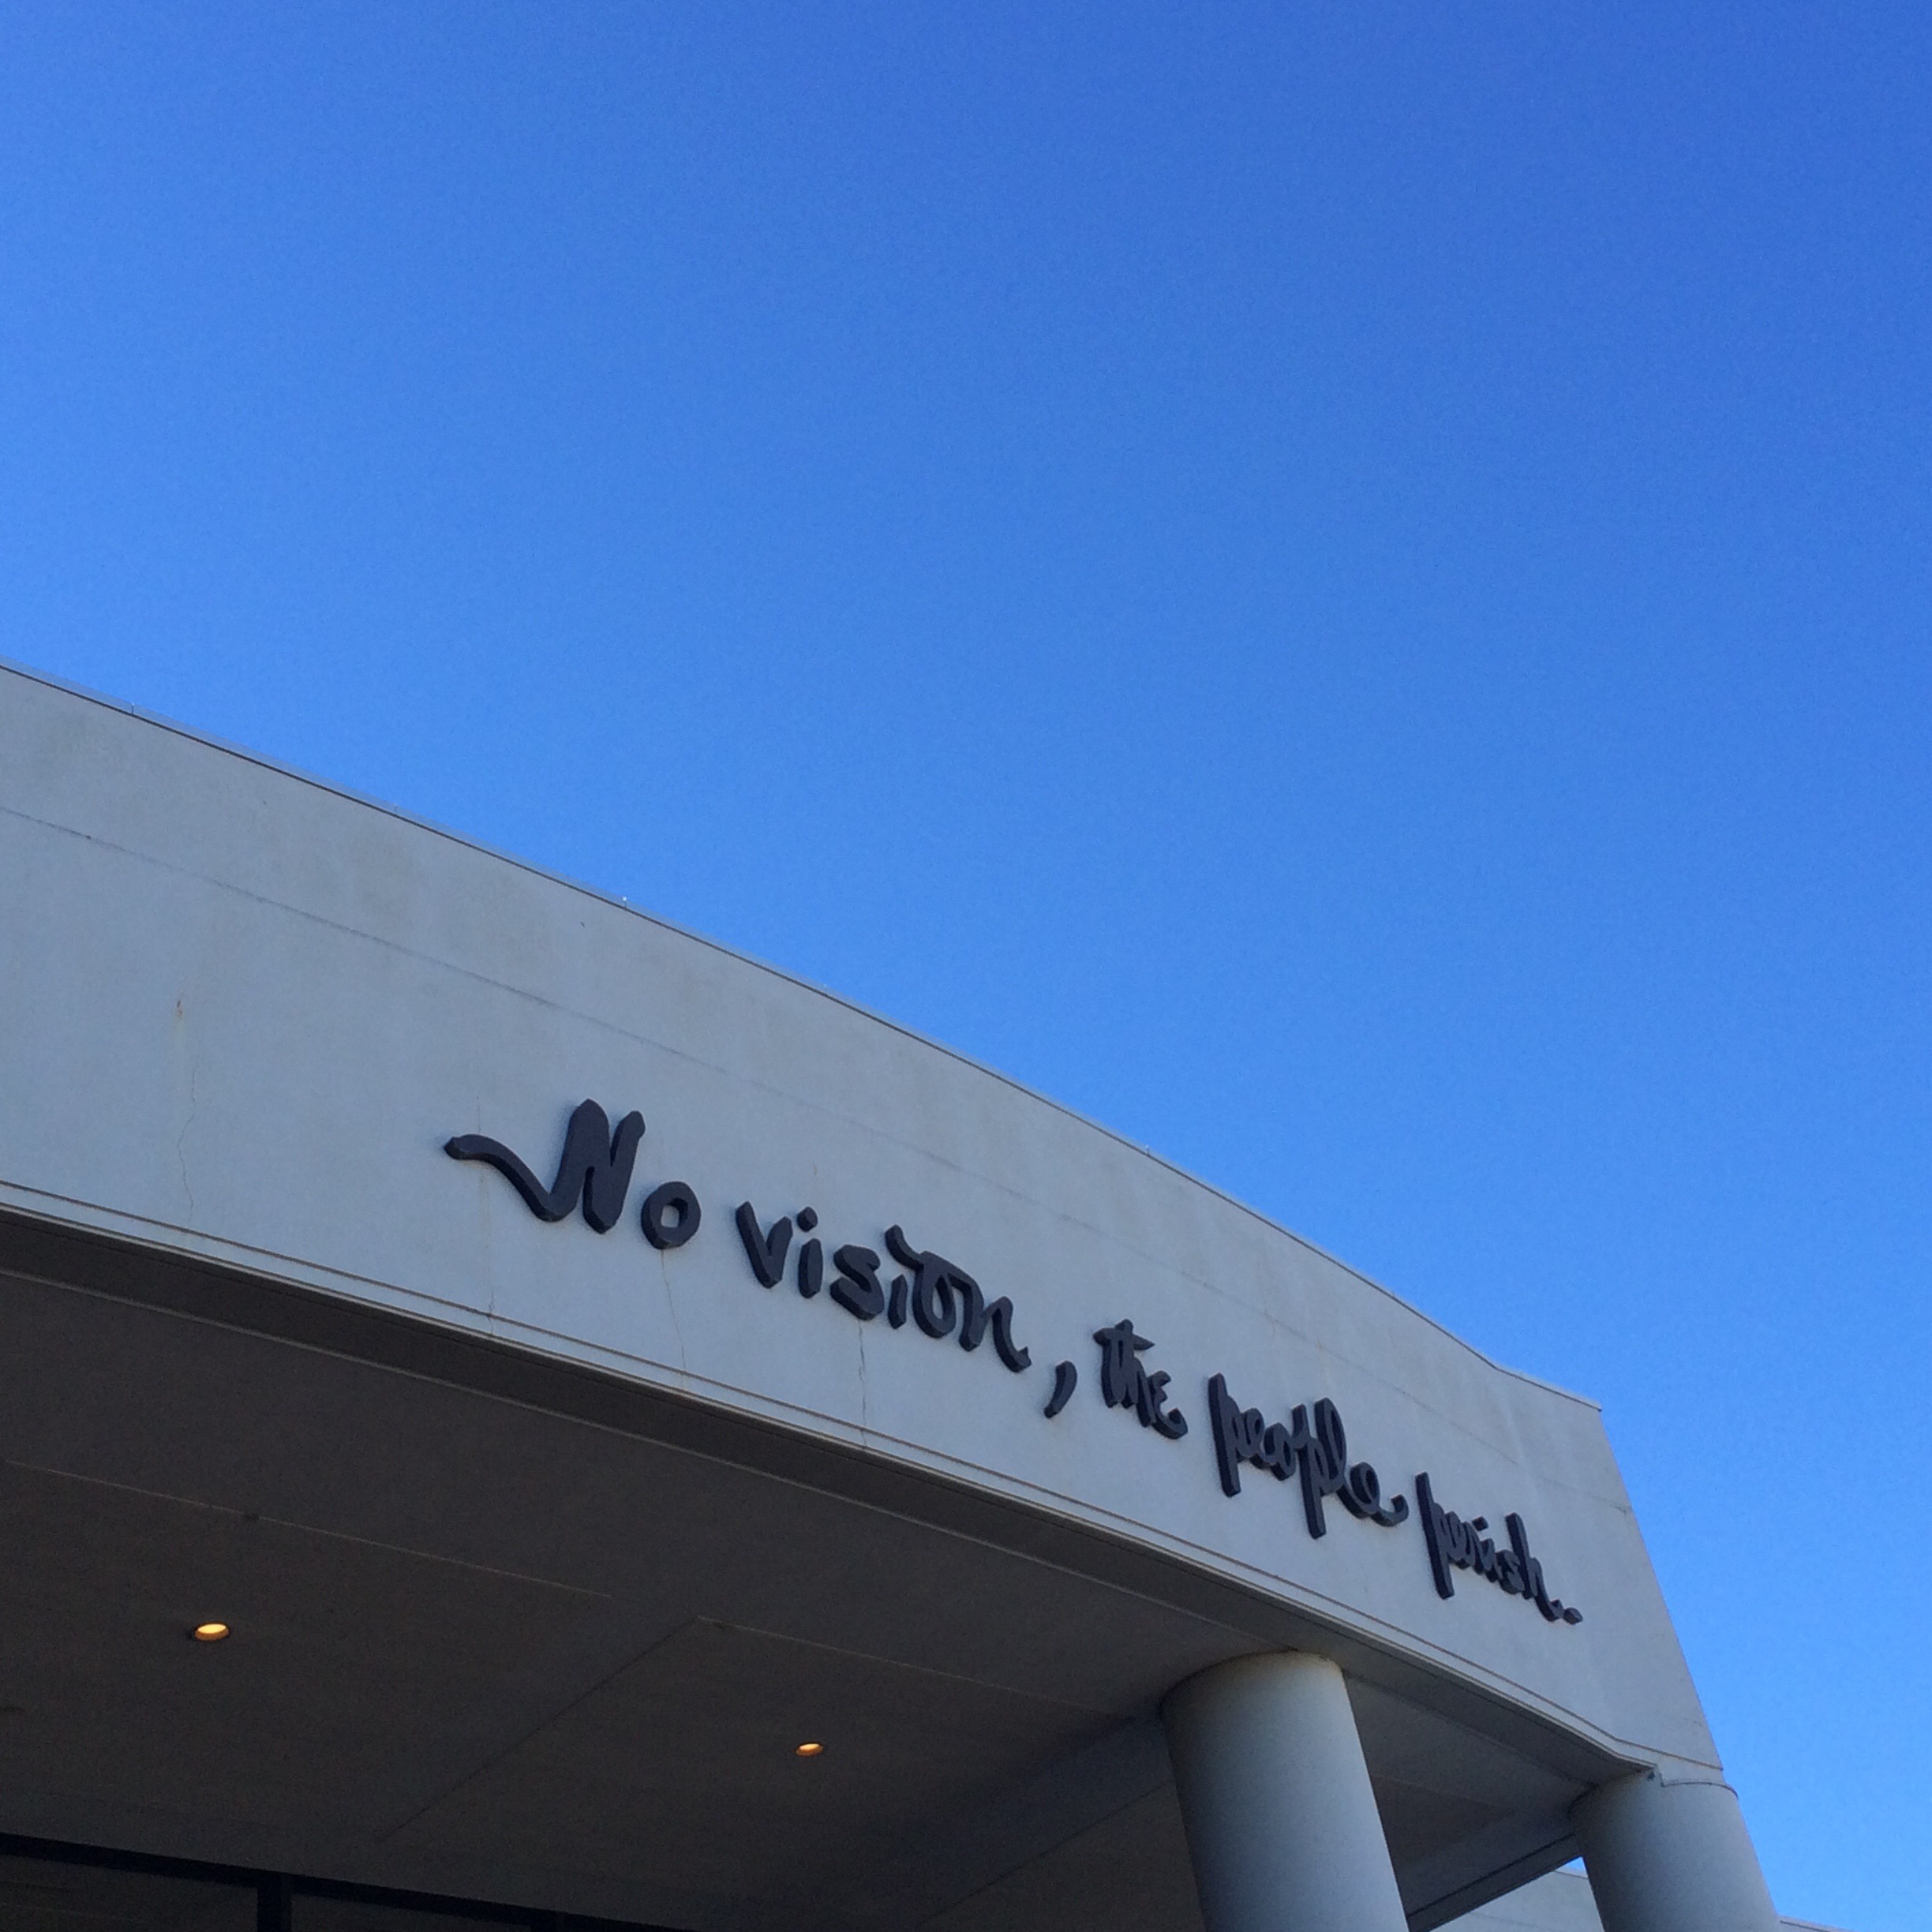 No vision, the people perish..